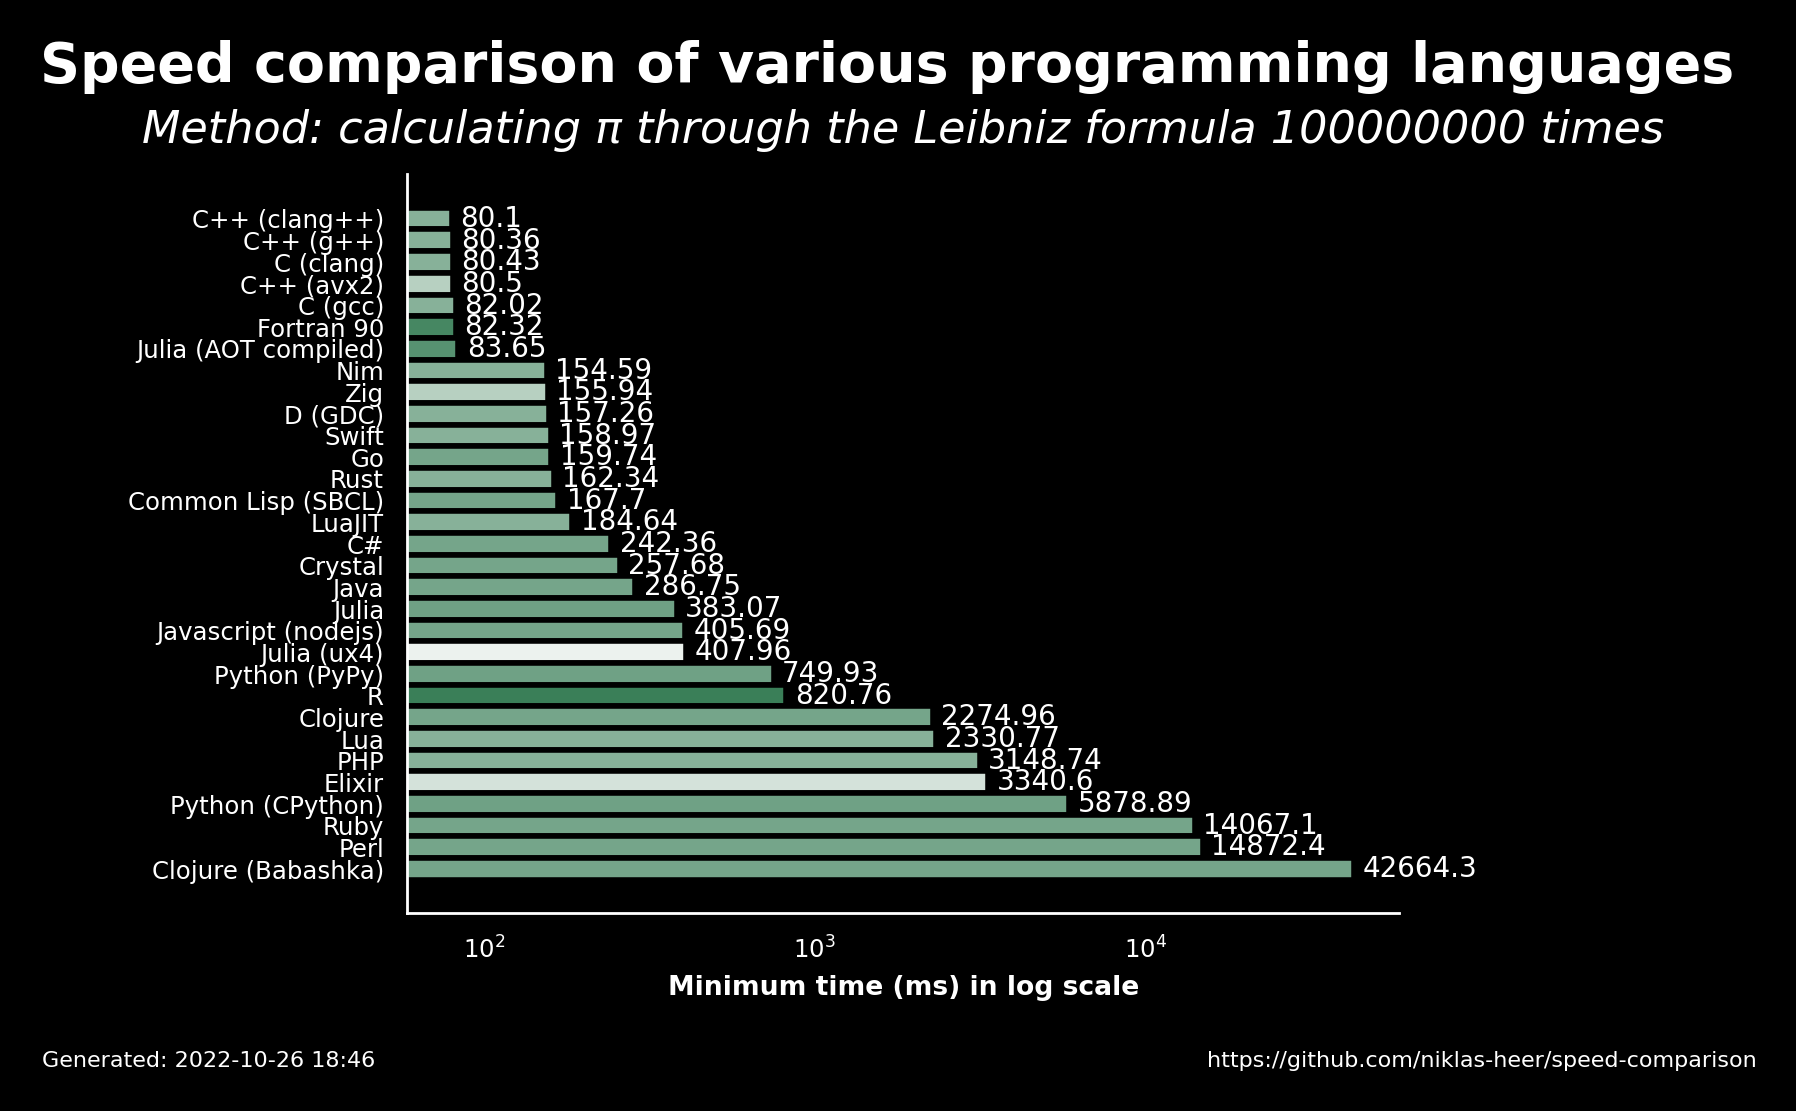 Speed comparison of various programming languages
Method: calculating π through the Leibniz formula 100000000 times
C++ (clang++) 80.1
C++ (g++) 80.36
C (clang) 80.43
C++ (avx2) 80.5
C (gcc) 82.02
Fortran 90 82.32
Julia (AOT compiled) 83.65
Nim 154.59
Zig 155.94
D (GDC) 157.26
Swift 158.97
Go 159.74
Rust 162.34
Common Lisp (SBCL) 167.7
LuaJIT 184.64
C# 242.36
Crystal 257.68
Java 286.75
Julia 383.07
Javascript (nodejs) 405.69
Julia (ux4) 407.96
Python (PyPy) 749.93
R 820.76
Clojure 2274.96
Lua 2330.77
PHP 3148.74
Elixir 3340.6
Python (CPython) 5878.89
Ruby 14067.1
Perl 14872.4
Clojure (Babashka) 42664.3
10² 10³ 10⁴
Minimum time (ms) in log scale
Generated: 2022-10-26 18:46
https://github.com/niklas-heer/speed-comparison